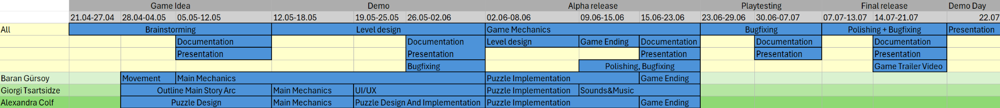 Game Idea Demo Alpha release Playtesting Final release Demo Day
21.04-27.04 28.04-04.05 05.05-12.05 12.05-18.05 19.05-25.05 26.05-02.06 02.06-08.06 09.06-15.06 15.06-23.06 23.06-29.06 30.06-07.07 07.07-13.07 14.07-21.07 22.07
All Brainstorming Level design Game Mechanics Bugfixing Polishing + Bugfixing Presentation
Documentation Documentation Level design Game Ending Documentation Documentation Documentation
Presentation Presentation Presentation Presentation Presentation
Bugfixing Polishing, Bugfixing Game Trailer Video
Baran Gürsoy Movement Main Mechanics Puzzle Implementation Game Ending
Giorgi Tsartsidze Outline Main Story Arc Main Mechanics UI/UX Puzzle Implementation Sounds&Music
Alexandra Colf Puzzle Design Main Mechanics Puzzle Design And Implementation Puzzle Implementation Game Ending